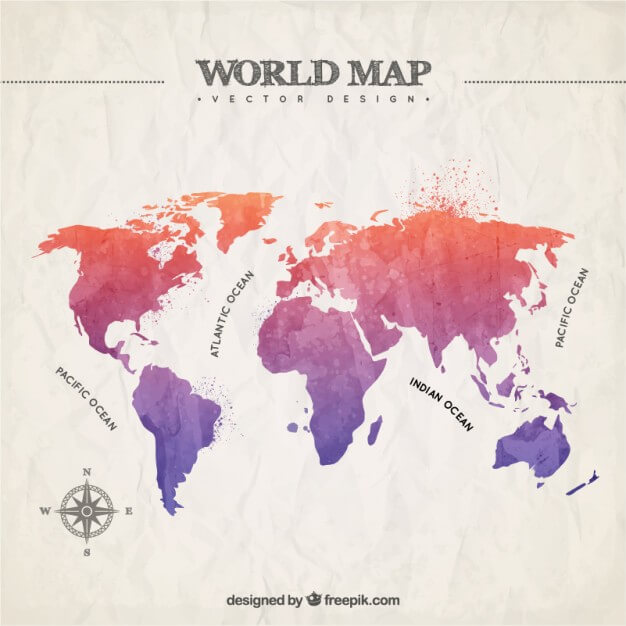 WORLD MAP
• VECTOR DESIGN •
ATLANTIC OCEAN
PACIFIC OCEAN
PACIFIC OCEAN
INDIAN OCEAN
N
W E
S
designed by freepik.com